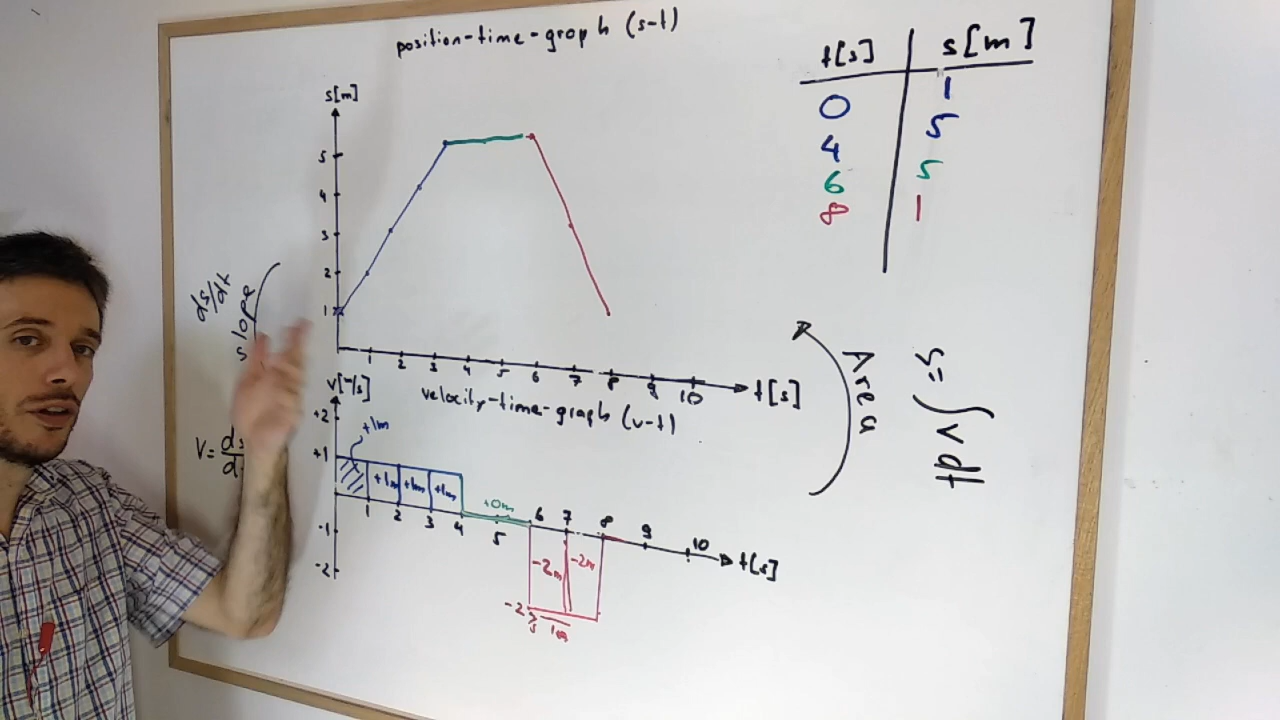 position-time-graph (s-t)
t[s] s[m]
0 1
4 5
6 5
8 1
s[m]
5
4
3
2
1
1 2 3 4 5 6 7 8 9 10 t[s]
ds/dt
slope
Area
s=∫vdt
velocity-time-graph (v-t)
v[m/s]
+2
+1
-1
-2
+1m
+1m +1m +1m
+0m
1 2 3 4 5 6 7 8 9 10 t[s]
-2m -2m
-2